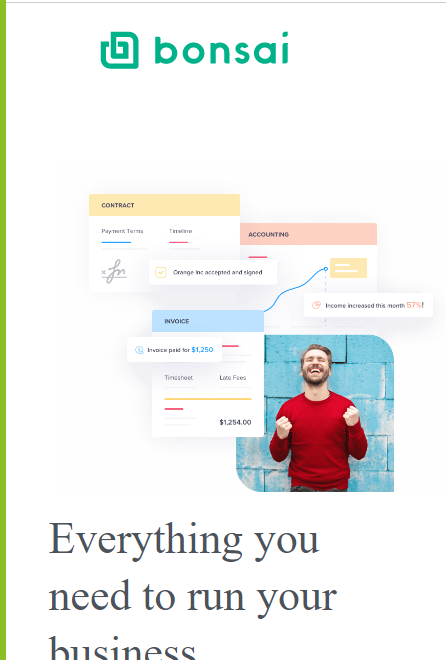 bonsai
CONTRACT
Payment Terms Timeline
ACCOUNTING
Orange Inc accepted and signed
Income increased this month 57%!
INVOICE
Invoice paid for $1,250
Timesheet Late Fees
$1,254.00
Everything you
need to run your
business